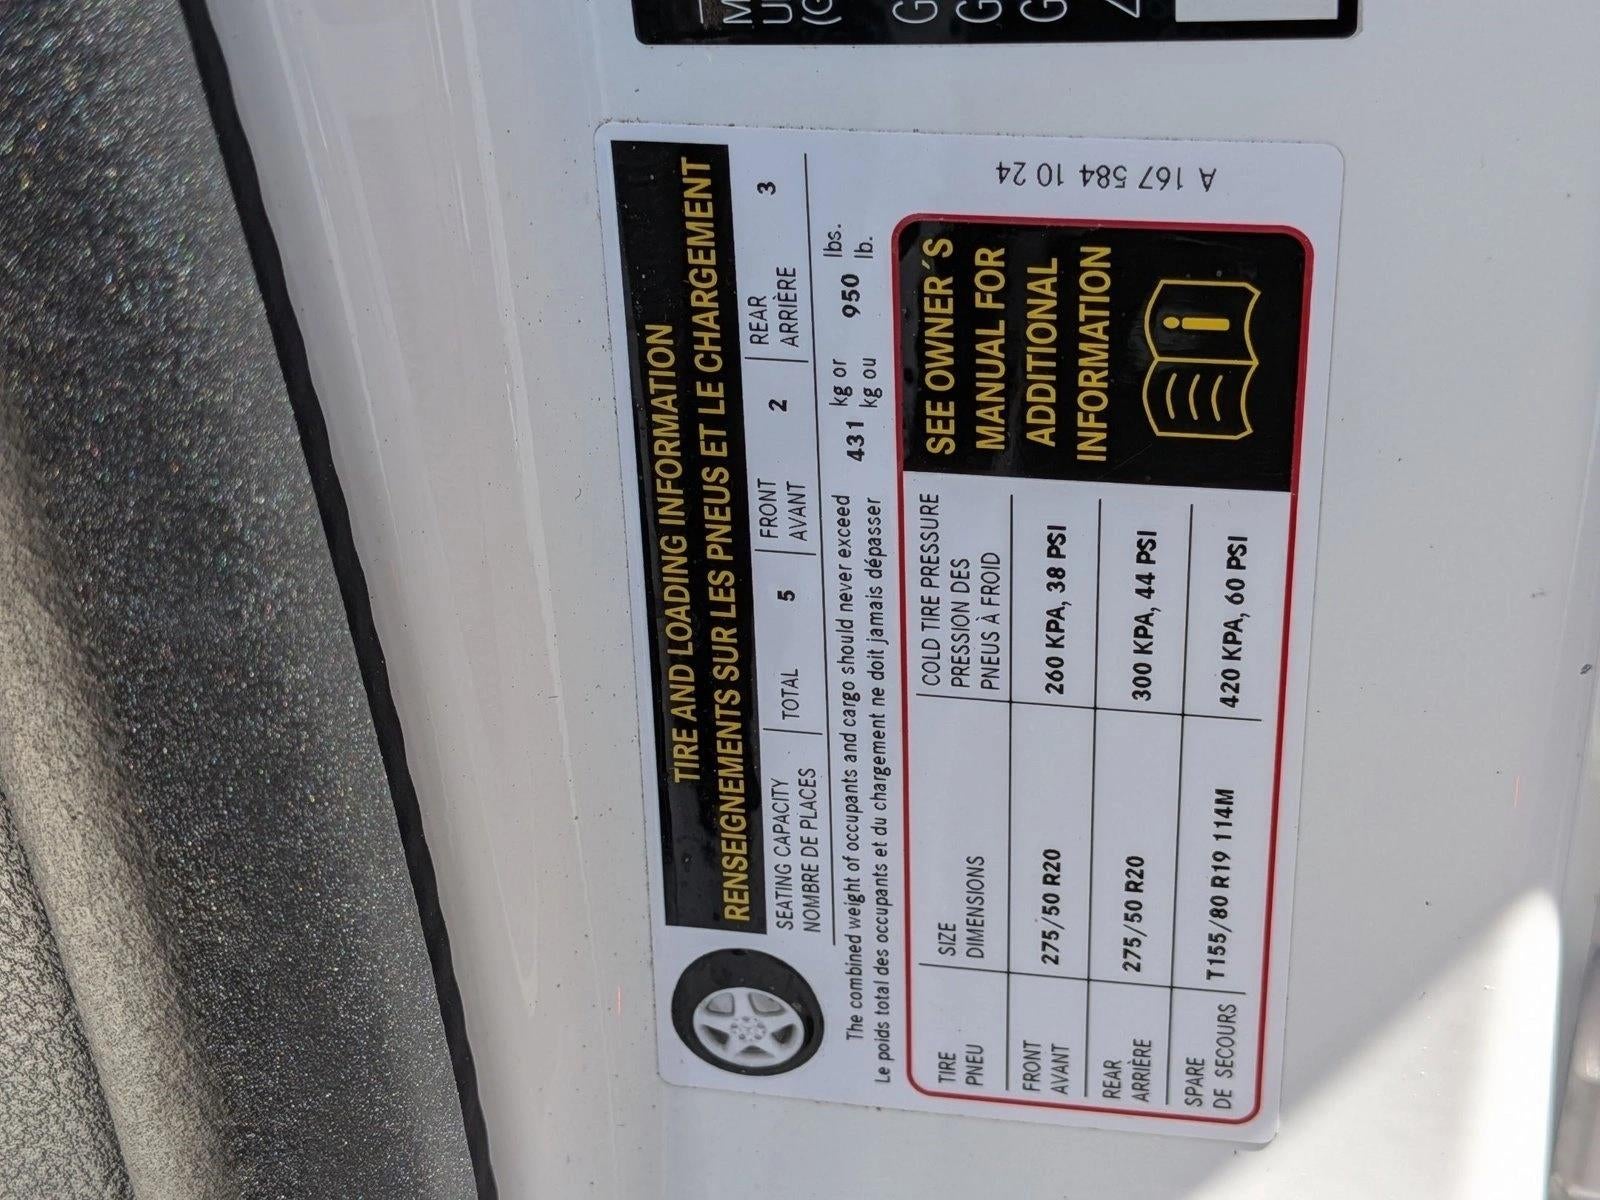 TIRE AND LOADING INFORMATION
RENSEIGNEMENTS SUR LES PNEUS ET LE CHARGEMENT
SEATING CAPACITY | TOTAL 5 | FRONT 2 | REAR 3
NOMBRE DE PLACES AVANT ARRIÈRE
The combined weight of occupants and cargo should never exceed 431 kg or 950 lbs.
Le poids total des occupants et du chargement ne doit jamais dépasser kg ou lb.
TIRE SIZE COLD TIRE PRESSURE
PNEU DIMENSIONS PRESSION DES
PNEUS À FROID
FRONT 275/50 R20 260 KPA, 38 PSI
AVANT
REAR 275/50 R20 300 KPA, 44 PSI
ARRIÈRE
SPARE T155/80 R19 114M 420 KPA, 60 PSI
DE SECOURS
SEE OWNER´S
MANUAL FOR
ADDITIONAL
INFORMATION
A 167 584 10 24